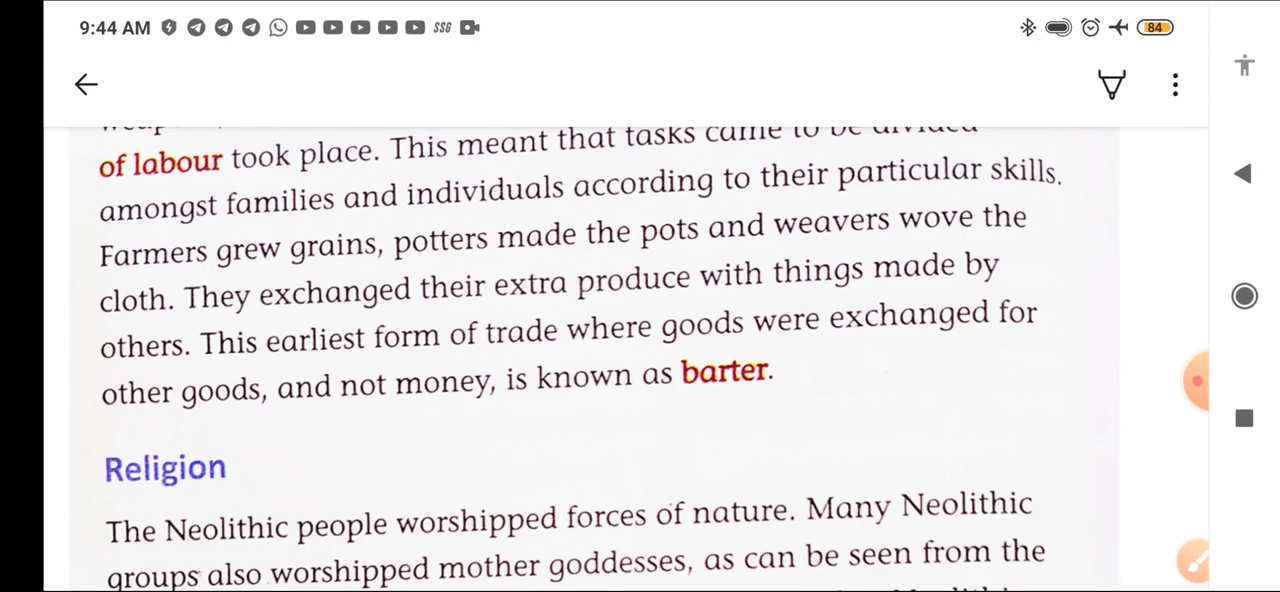 9:44 AM SSG 84
of labour took place. This meant that tasks came to be divided
amongst families and individuals according to their particular skills.
Farmers grew grains, potters made the pots and weavers wove the
cloth. They exchanged their extra produce with things made by
others. This earliest form of trade where goods were exchanged for
other goods, and not money, is known as barter.
Religion
The Neolithic people worshipped forces of nature. Many Neolithic
groups also worshipped mother goddesses, as can be seen from the